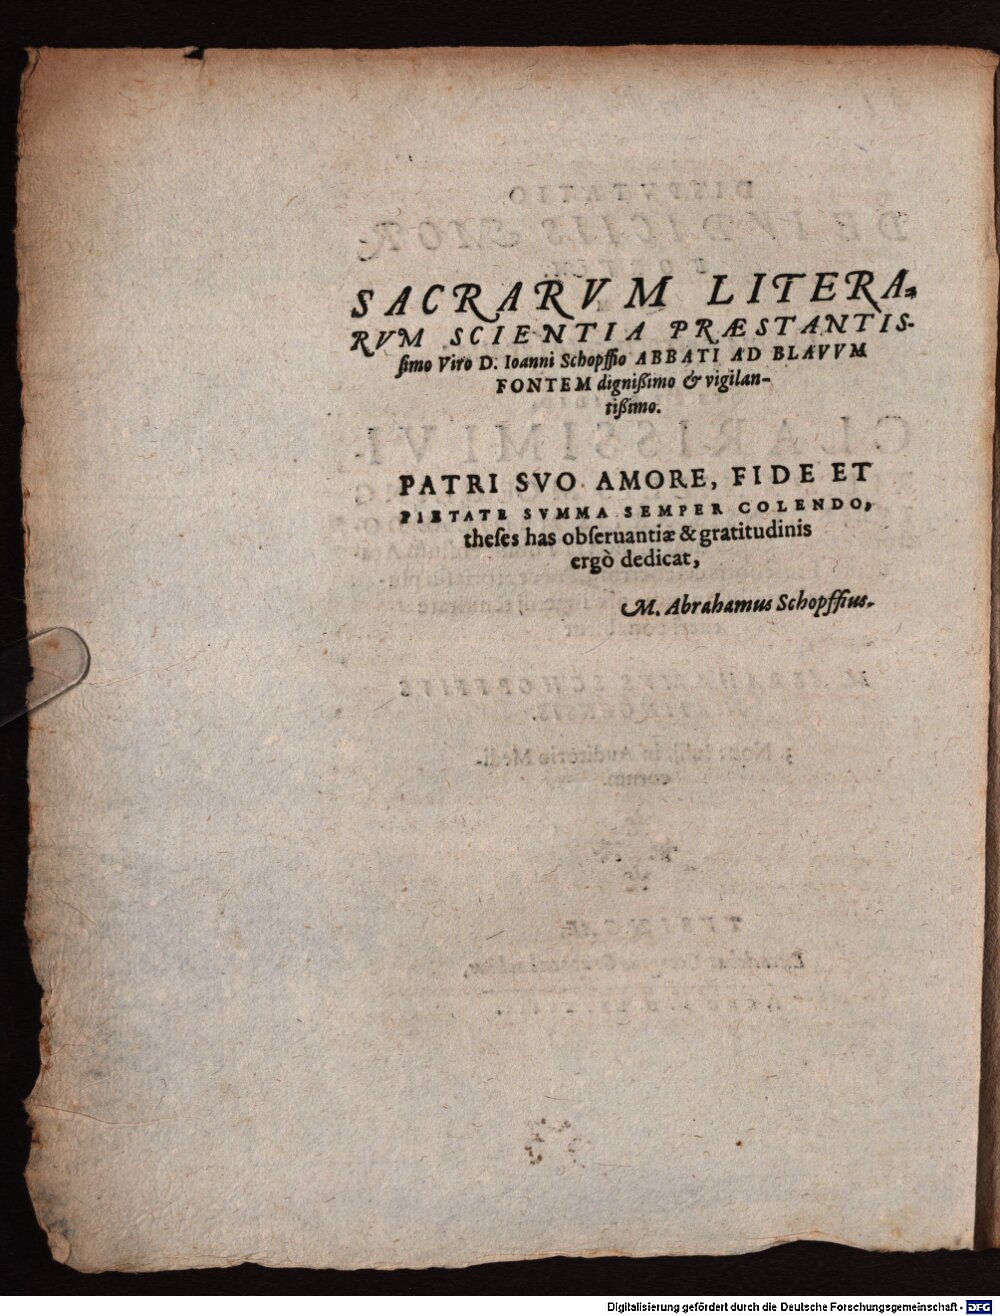 SACRARVM LITERA-
RVM SCIENTIA PRÆSTANTIS-
ſimo Viro D. Ioanni Schopffio ABBATI AD BLAVVM
FONTEM digniſſimo & vigilan-
tiſſimo.
PATRI SVO AMORE, FIDE ET
PIETATE SVMMA SEMPER COLENDO,
theſes has obſeruantiæ & gratitudinis
ergò dedicat,
M. Abrahamus Schopffius.
Digitalisierung gefördert durch die Deutsche Forschungsgemeinschaft - DFG